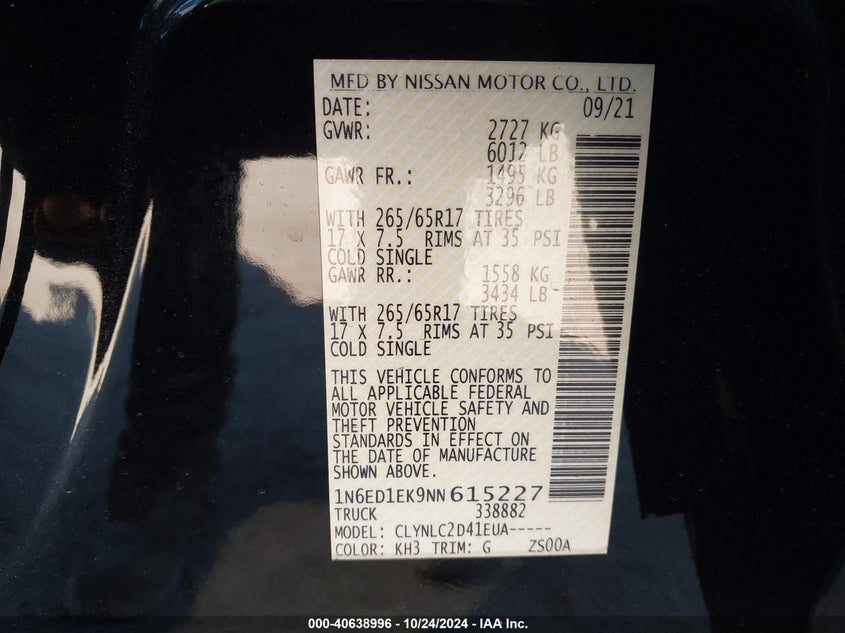 MFD BY NISSAN MOTOR CO., LTD.
DATE: 09/21
GVWR: 2727 KG
6012 LB
GAWR FR.: 1495 KG
3296 LB
WITH 265/65R17 TIRES
17 X 7.5 RIMS AT 35 PSI
COLD SINGLE
GAWR RR.: 1558 KG
3434 LB
WITH 265/65R17 TIRES
17 X 7.5 RIMS AT 35 PSI
COLD SINGLE
THIS VEHICLE CONFORMS TO
ALL APPLICABLE FEDERAL
MOTOR VEHICLE SAFETY AND
THEFT PREVENTION
STANDARDS IN EFFECT ON
THE DATE OF MANUFACTURE
SHOWN ABOVE.
1N6ED1EK9NN615227
TRUCK 338882
MODEL: CLYNLC2D41EUA-----
COLOR: KH3 TRIM: G ZS00A
000-40638996 - 10/24/2024 - IAA Inc.